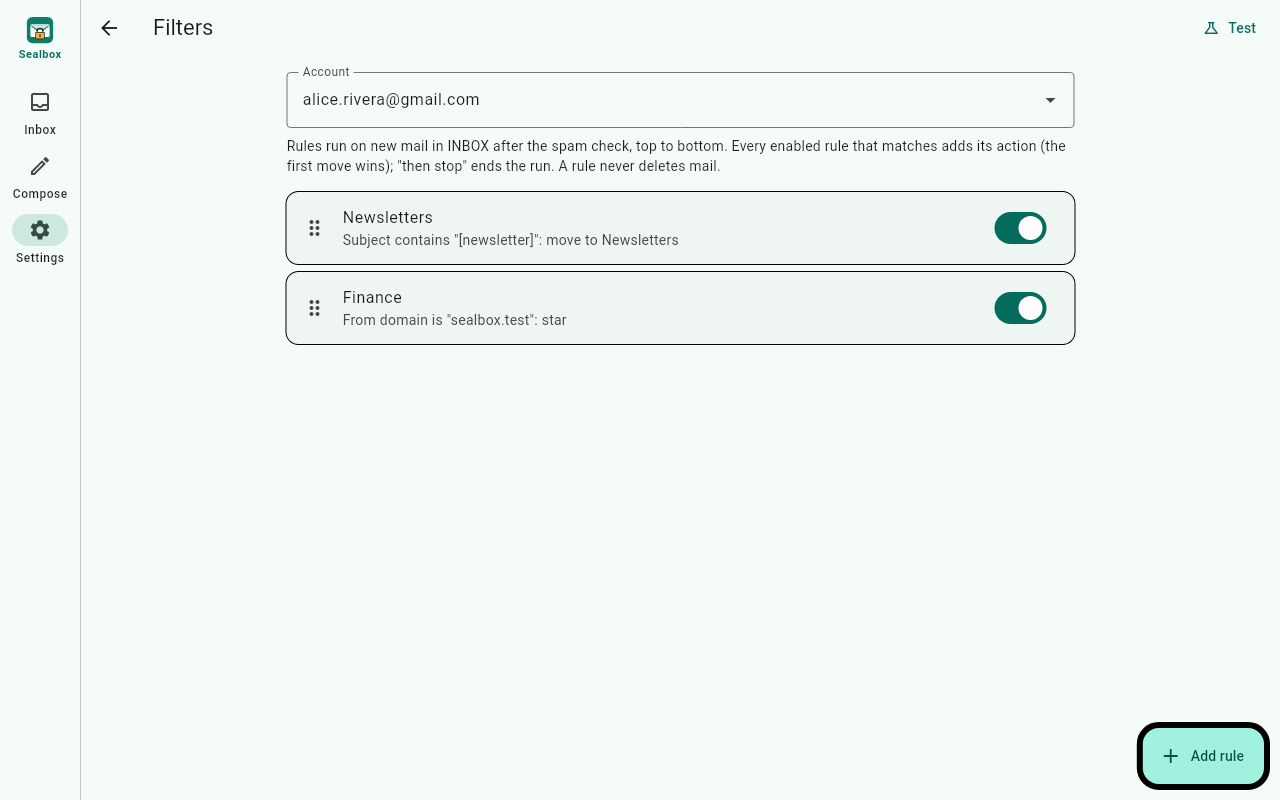 Sealbox
Inbox
Compose
Settings
Filters
Test
Account
alice.rivera@gmail.com
Rules run on new mail in INBOX after the spam check, top to bottom. Every enabled rule that matches adds its action (the
first move wins); "then stop" ends the run. A rule never deletes mail.
Newsletters
Subject contains "[newsletter]": move to Newsletters
Finance
From domain is "sealbox.test": star
Add rule